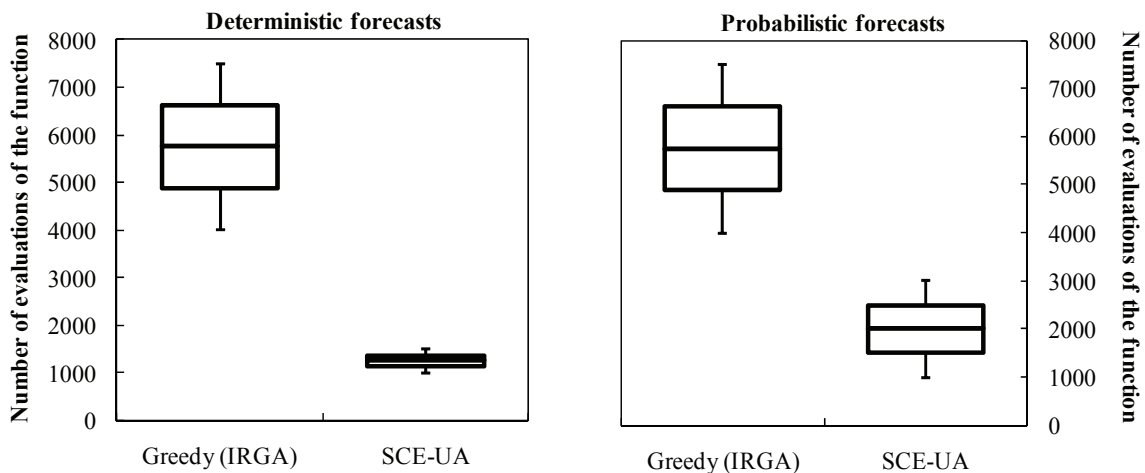 Deterministic forecasts
Number of evaluations of the function
8000
7000
6000
5000
4000
3000
2000
1000
0
Greedy (IRGA)
SCE-UA
Probabilistic forecasts
8000
7000
6000
5000
4000
3000
2000
1000
0
Number of evaluations of the function
Greedy (IRGA)
SCE-UA